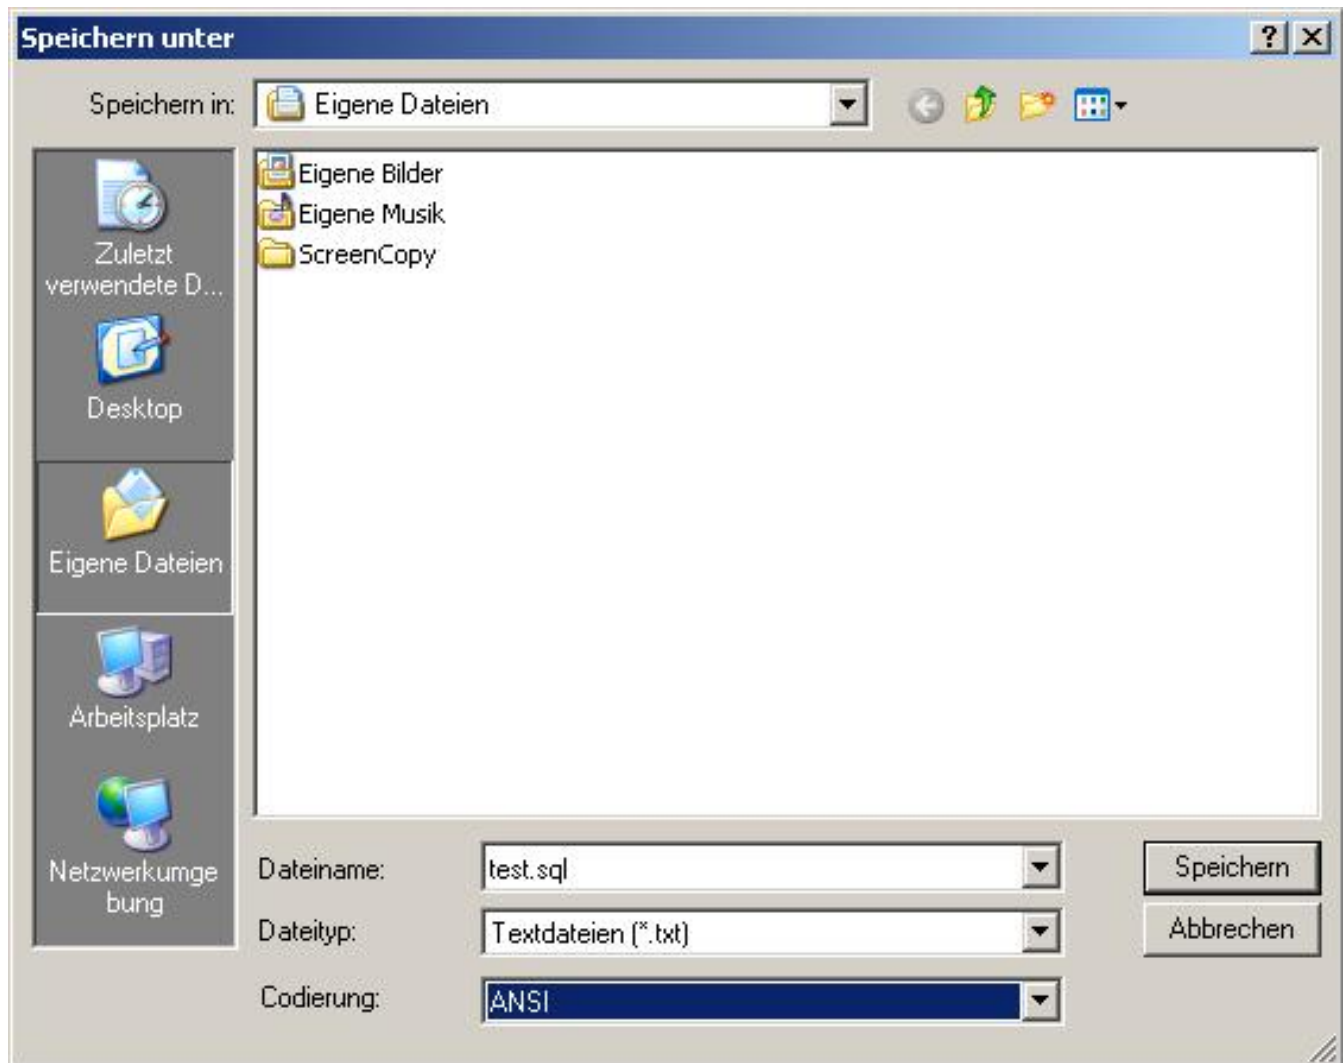 Speichern unter
Speichern in: Eigene Dateien
Zuletzt
verwendete D...
Desktop
Eigene Dateien
Arbeitsplatz
Netzwerkumge
bung
Eigene Bilder
Eigene Musik
ScreenCopy
Dateiname: test.sql Speichern
Dateityp: Textdateien (*.txt) Abbrechen
Codierung: ANSI